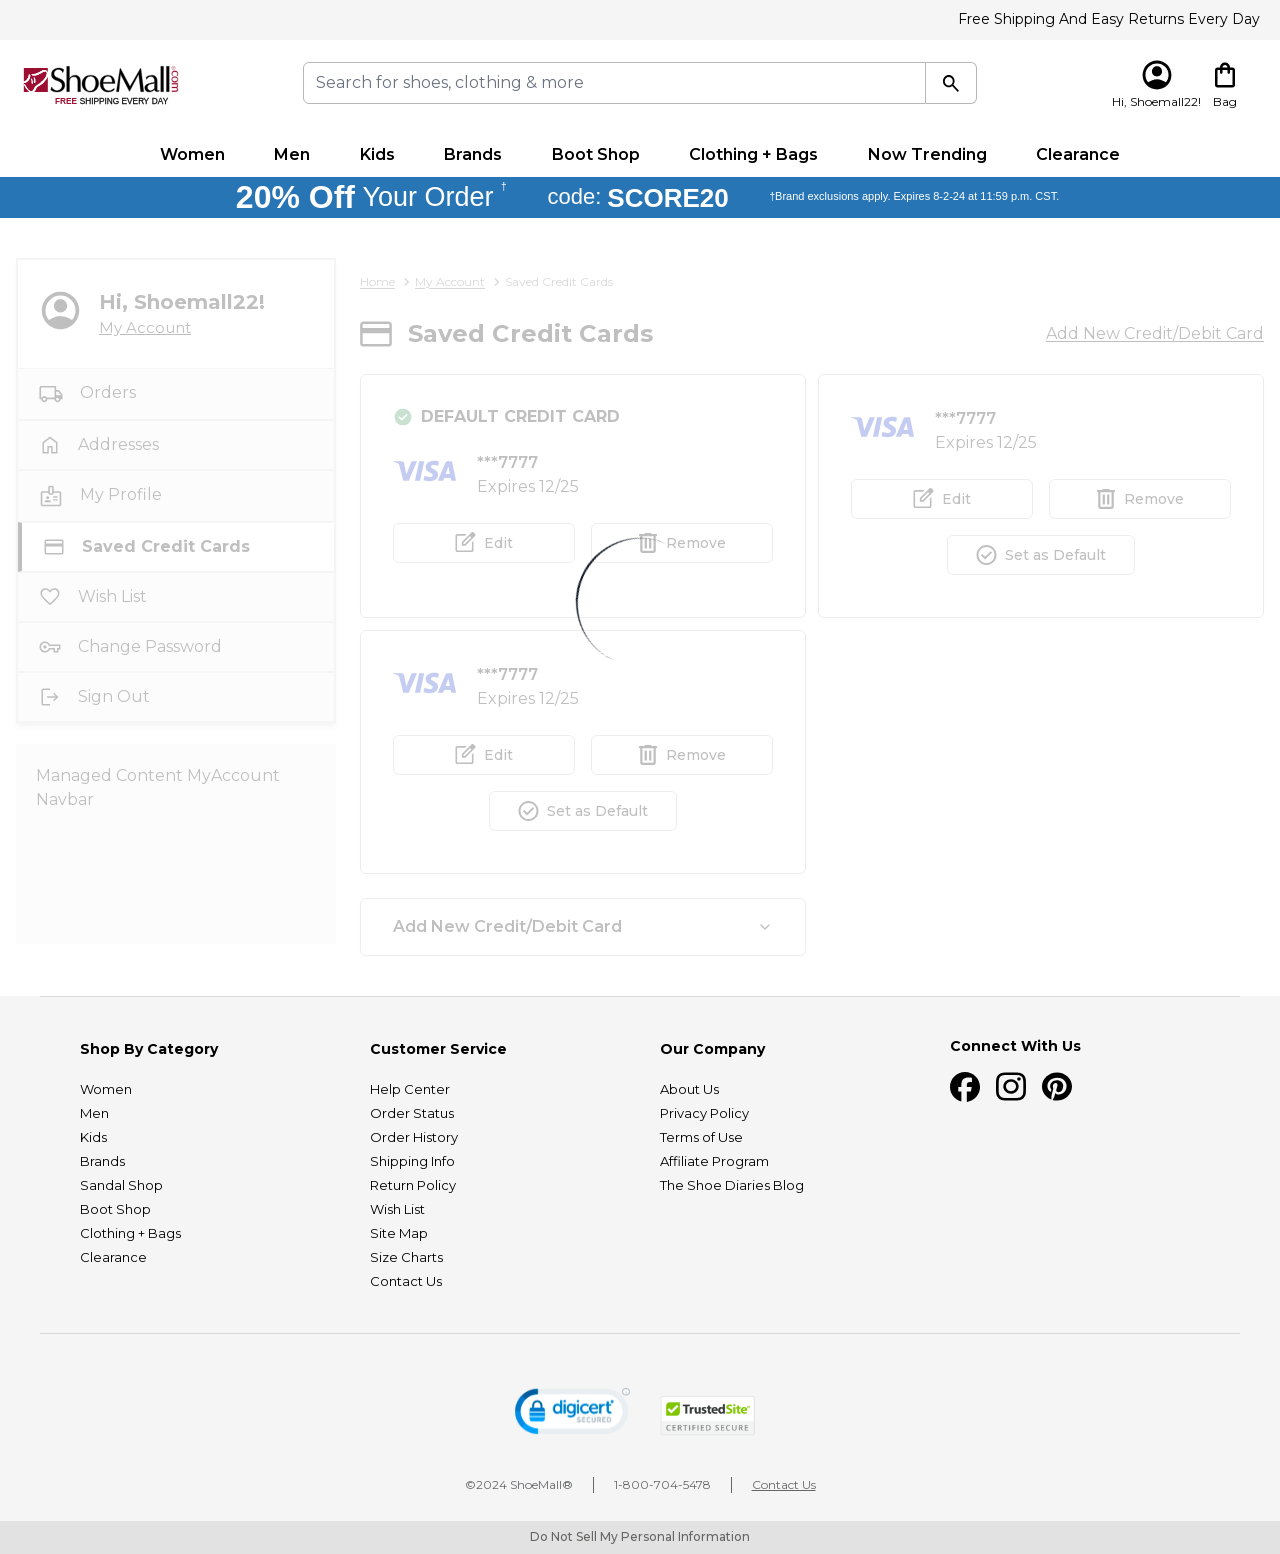 Free Shipping And Easy Returns Every Day
ShoeMall.com
FREE SHIPPING EVERY DAY
Search for shoes, clothing & more
Hi, Shoemall22!
Bag
Women Men Kids Brands Boot Shop Clothing + Bags Now Trending Clearance
20% Off Your Order † code: SCORE20 †Brand exclusions apply. Expires 8-2-24 at 11:59 p.m. CST.
Hi, Shoemall22!
My Account
Orders
Addresses
My Profile
Saved Credit Cards
Wish List
Change Password
Sign Out
Managed Content MyAccount
Navbar
Home > My Account > Saved Credit Cards
Saved Credit Cards
Add New Credit/Debit Card
DEFAULT CREDIT CARD
VISA
***7777
Expires 12/25
Edit
Remove
VISA
***7777
Expires 12/25
Edit
Remove
Set as Default
VISA
***7777
Expires 12/25
Edit
Remove
Set as Default
Add New Credit/Debit Card
Shop By Category
Women
Men
Kids
Brands
Sandal Shop
Boot Shop
Clothing + Bags
Clearance
Customer Service
Help Center
Order Status
Order History
Shipping Info
Return Policy
Wish List
Site Map
Size Charts
Contact Us
Our Company
About Us
Privacy Policy
Terms of Use
Affiliate Program
The Shoe Diaries Blog
Connect With Us
digicert
SECURED
TrustedSite
CERTIFIED SECURE
©2024 ShoeMall®
1-800-704-5478
Contact Us
Do Not Sell My Personal Information